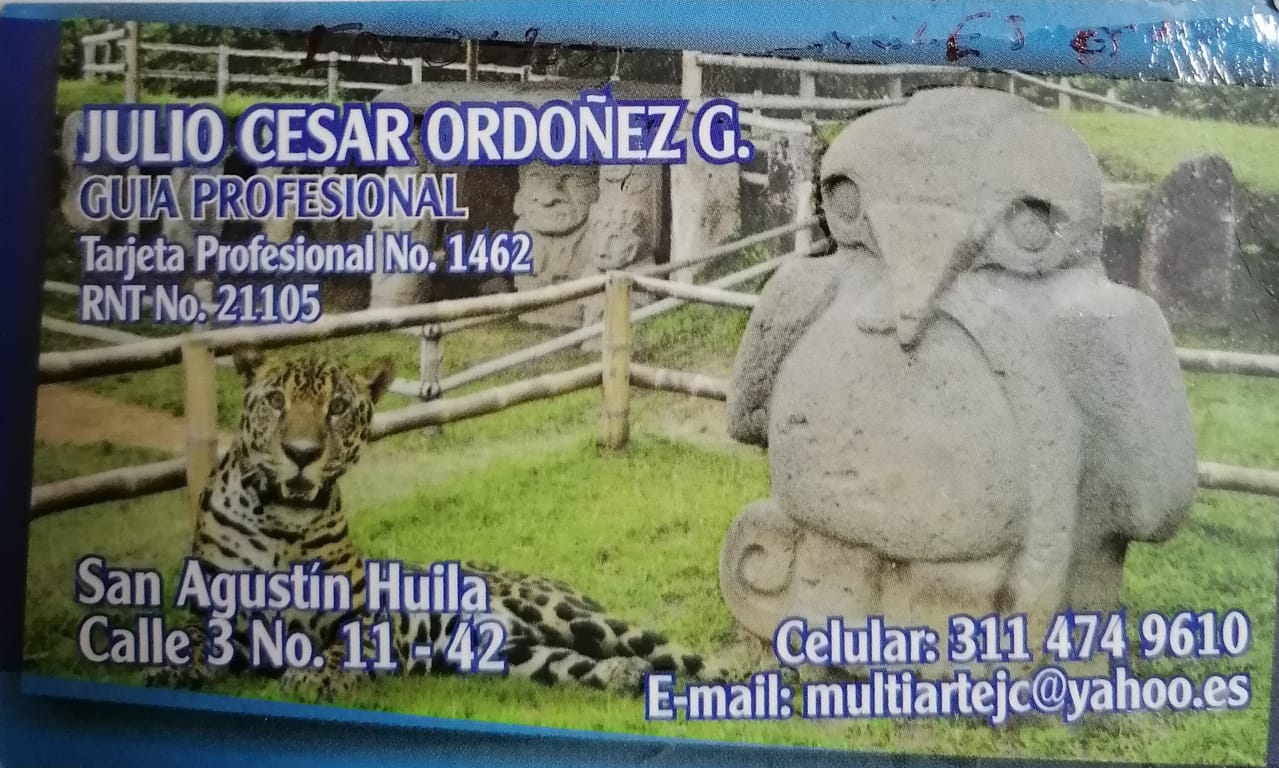 JULIO CESAR ORDOÑEZ G.
GUIA PROFESIONAL
Tarjeta Profesional No. 1462
RNT No. 21105
San Agustín Huila
Calle 3 No. 11 - 42
Celular: 311 474 9610
E-mail: multiartejc@yahoo.es